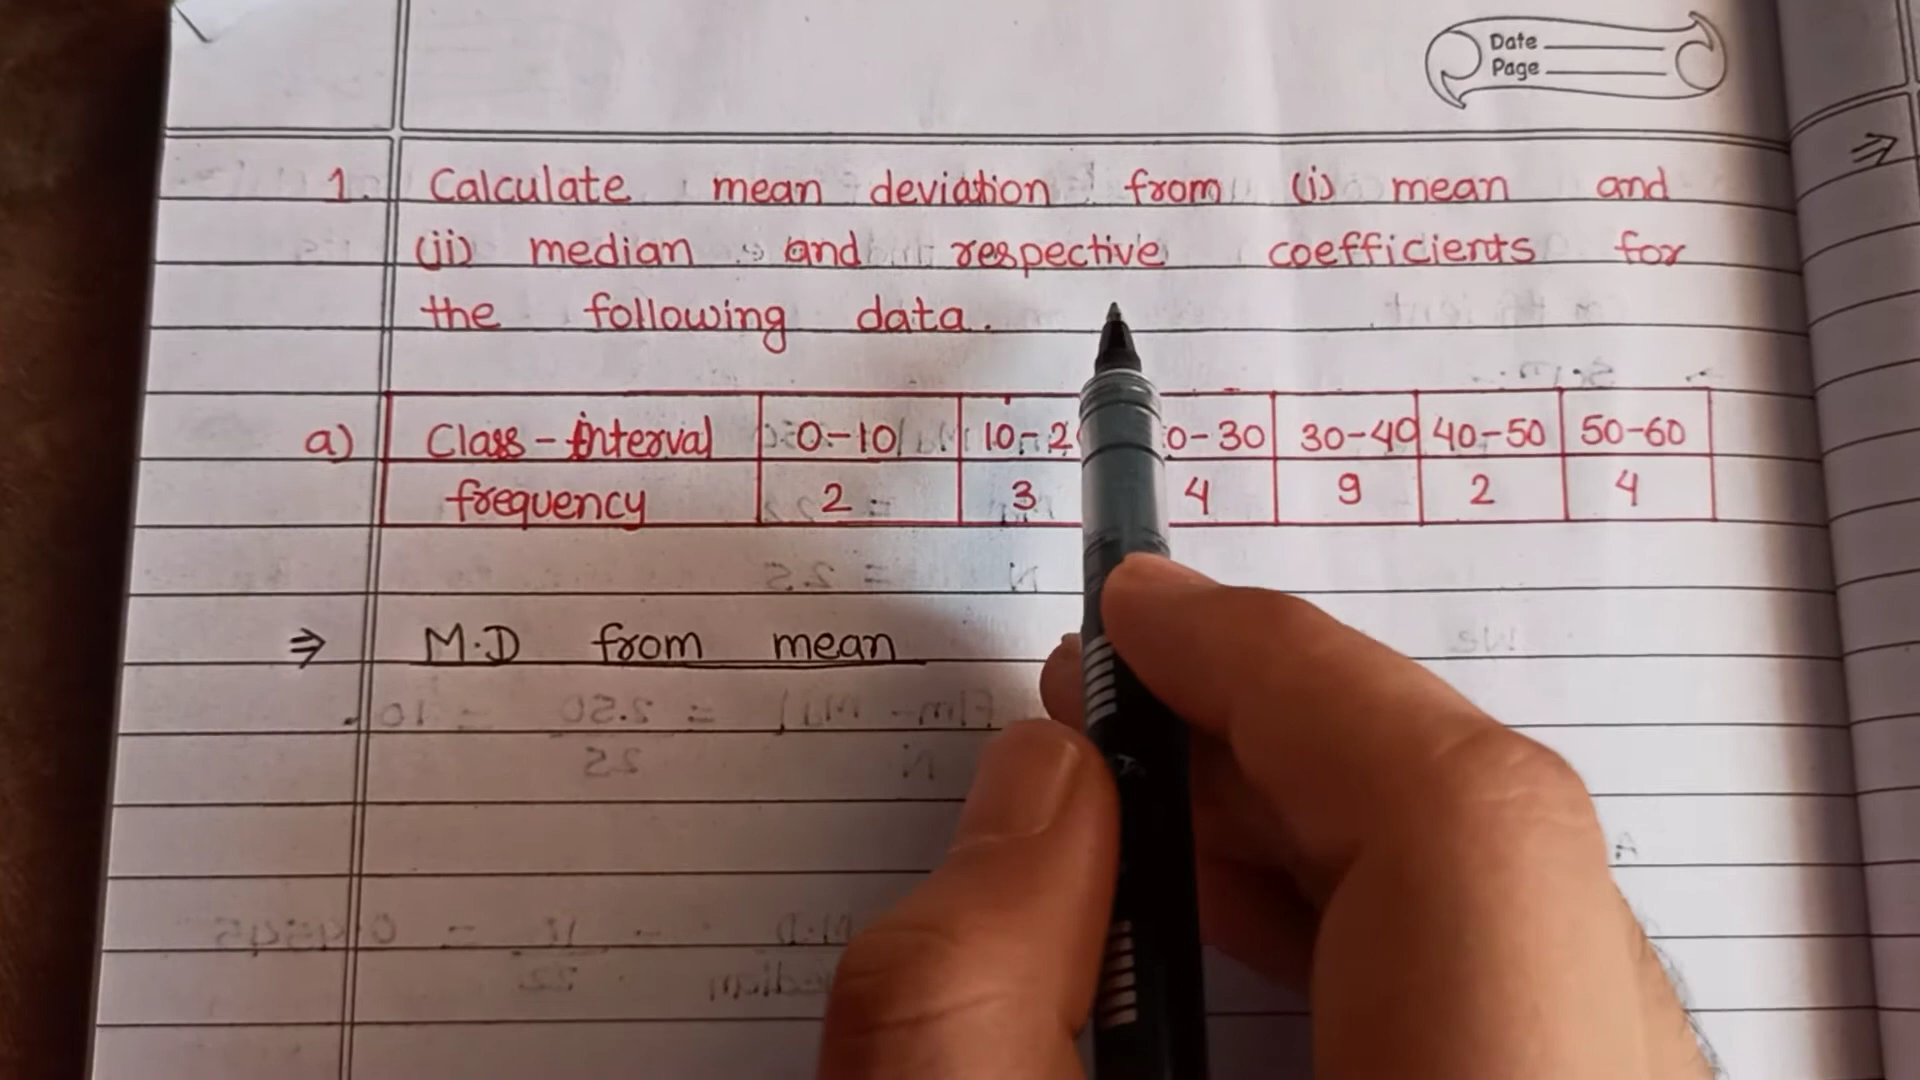 Date
Page
1. Calculate mean deviation from (i) mean and
(ii) median and respective coefficients for
the following data.
a) Class-interval 0-10 10-2 0-30 30-40 40-50 50-60
frequency 2 3 4 9 2 4
⇒ M.D from mean